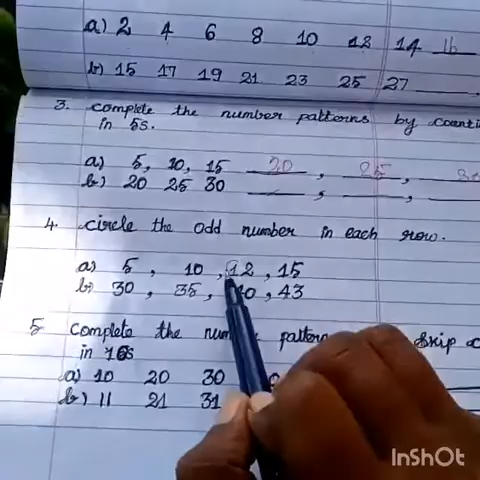 a) 2 4 6 8 10 12 14 16
b) 15 17 19 21 23 25 27
3. complete the number patterns by
in 5s.
a) 5, 10, 15 20, 25,
b) 20 25 30
4. circle the odd number in each row.
a) 5, 10, 12, 15
b) 30, 35, 40, 43
5 complete the skip
in 10s
a) 10 20 30
b) 11 21 31
InShOt